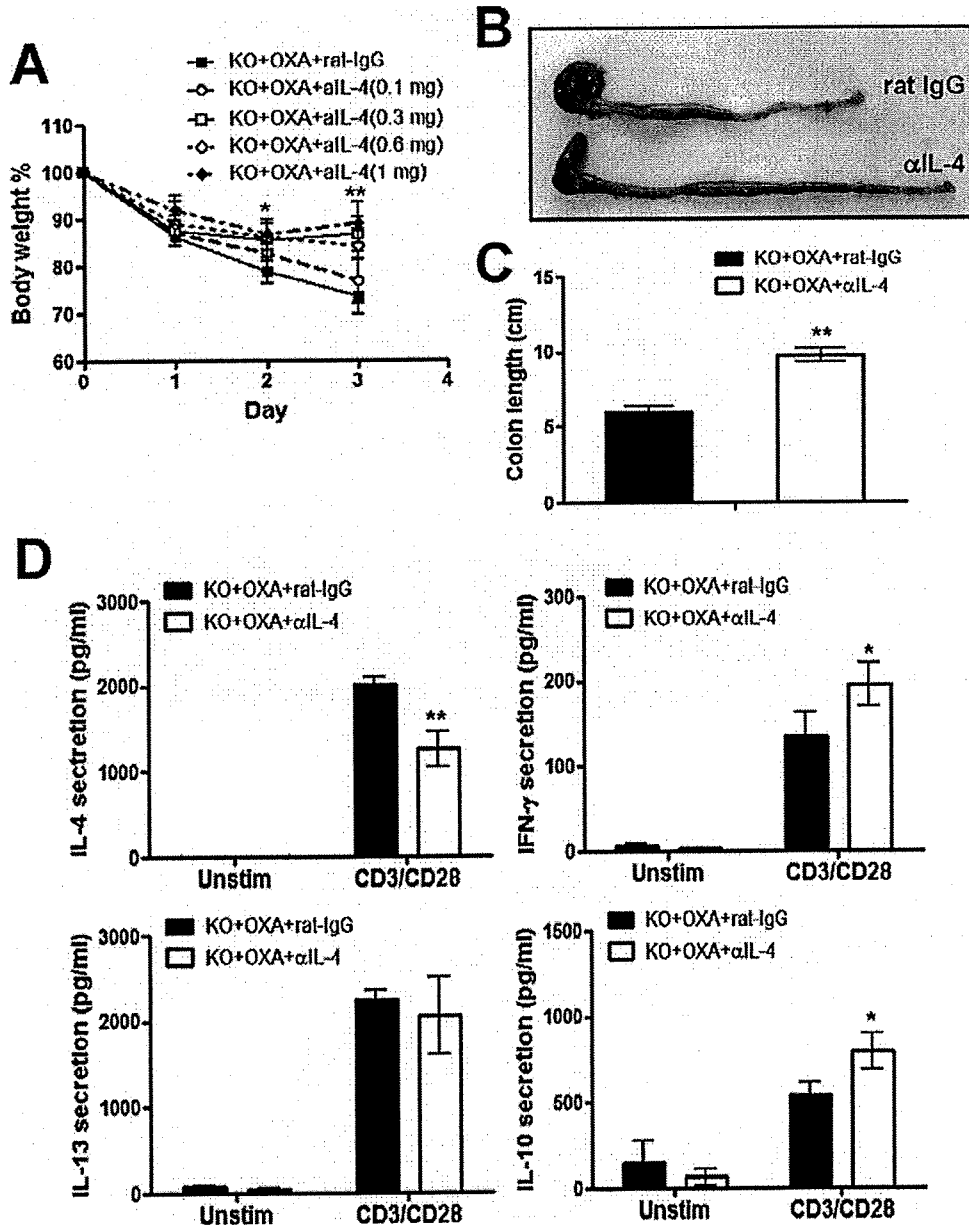 A
KO+OXA+rat-IgG
KO+OXA+aIL-4(0.1 mg)
KO+OXA+aIL-4(0.3 mg)
KO+OXA+aIL-4(0.6 mg)
KO+OXA+aIL-4(1 mg)
Body weight %
100
90
80
70
60
*
**
0
1
2
3
4
Day
B
rat IgG
αIL-4
C
KO+OXA+rat-IgG
KO+OXA+αIL-4
Colon length (cm)
15
10
5
0
**
D
KO+OXA+rat-IgG
KO+OXA+αIL-4
IL-4 sectretion (pg/ml)
3000
2000
1000
0
**
Unstim
CD3/CD28
KO+OXA+rat-IgG
KO+OXA+αIL-4
IFN-γ secretion (pg/ml)
300
200
100
0
*
Unstim
CD3/CD28
KO+OXA+rat-IgG
KO+OXA+αIL-4
IL-13 secretion (pg/ml)
3000
2000
1000
0
Unstim
CD3/CD28
KO+OXA+rat-IgG
KO+OXA+αIL-4
IL-10 secretion (pg/ml)
1500
1000
500
0
*
Unstim
CD3/CD28